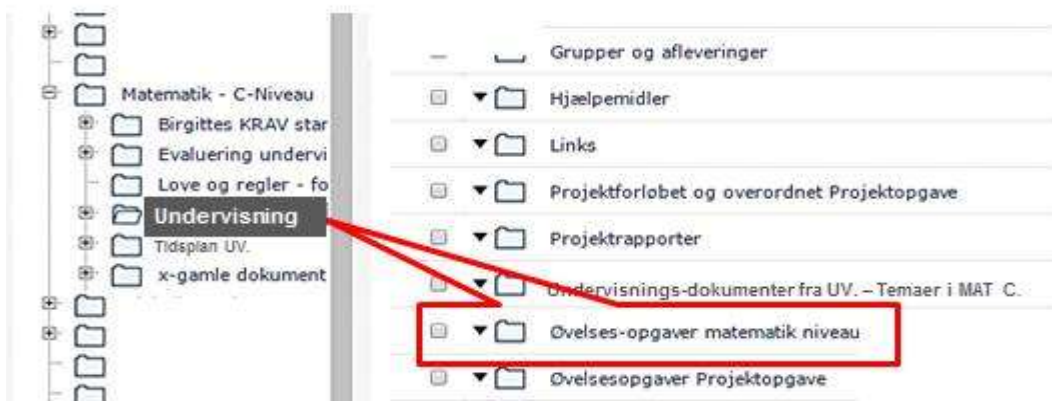 Matematik - C-Niveau
Birgittes KRAV star
Evaluering undervi
Love og regler - fo
Undervisning
Tidsplan UV.
x-gamle dokument
Grupper og afleveringer
Hjælpemidler
Links
Projektforløbet og overordnet Projektopgave
Projektrapporter
Undervisnings-dokumenter fra UV. – Temaer i MAT C.
Øvelses-opgaver matematik niveau
Øvelsesopgaver Projektopgave